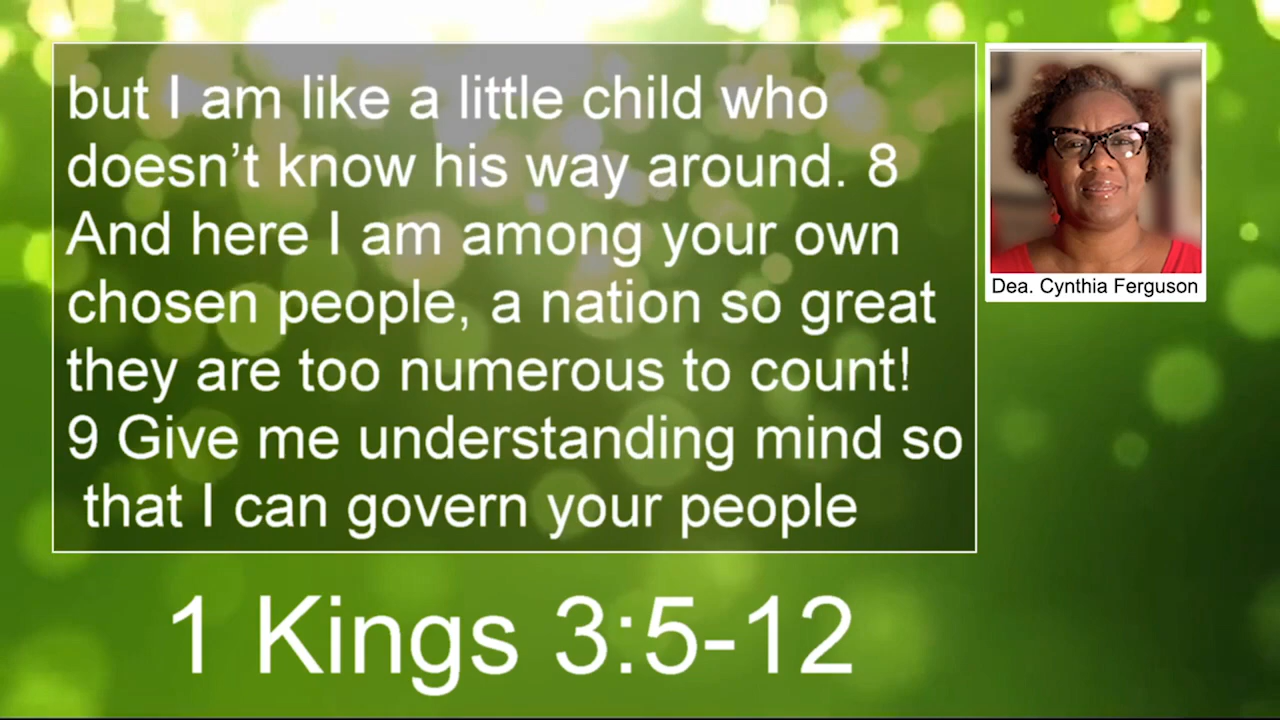 but I am like a little child who
doesn’t know his way around. 8
And here I am among your own
chosen people, a nation so great
they are too numerous to count!
9 Give me understanding mind so
that I can govern your people
Dea. Cynthia Ferguson
1 Kings 3:5-12